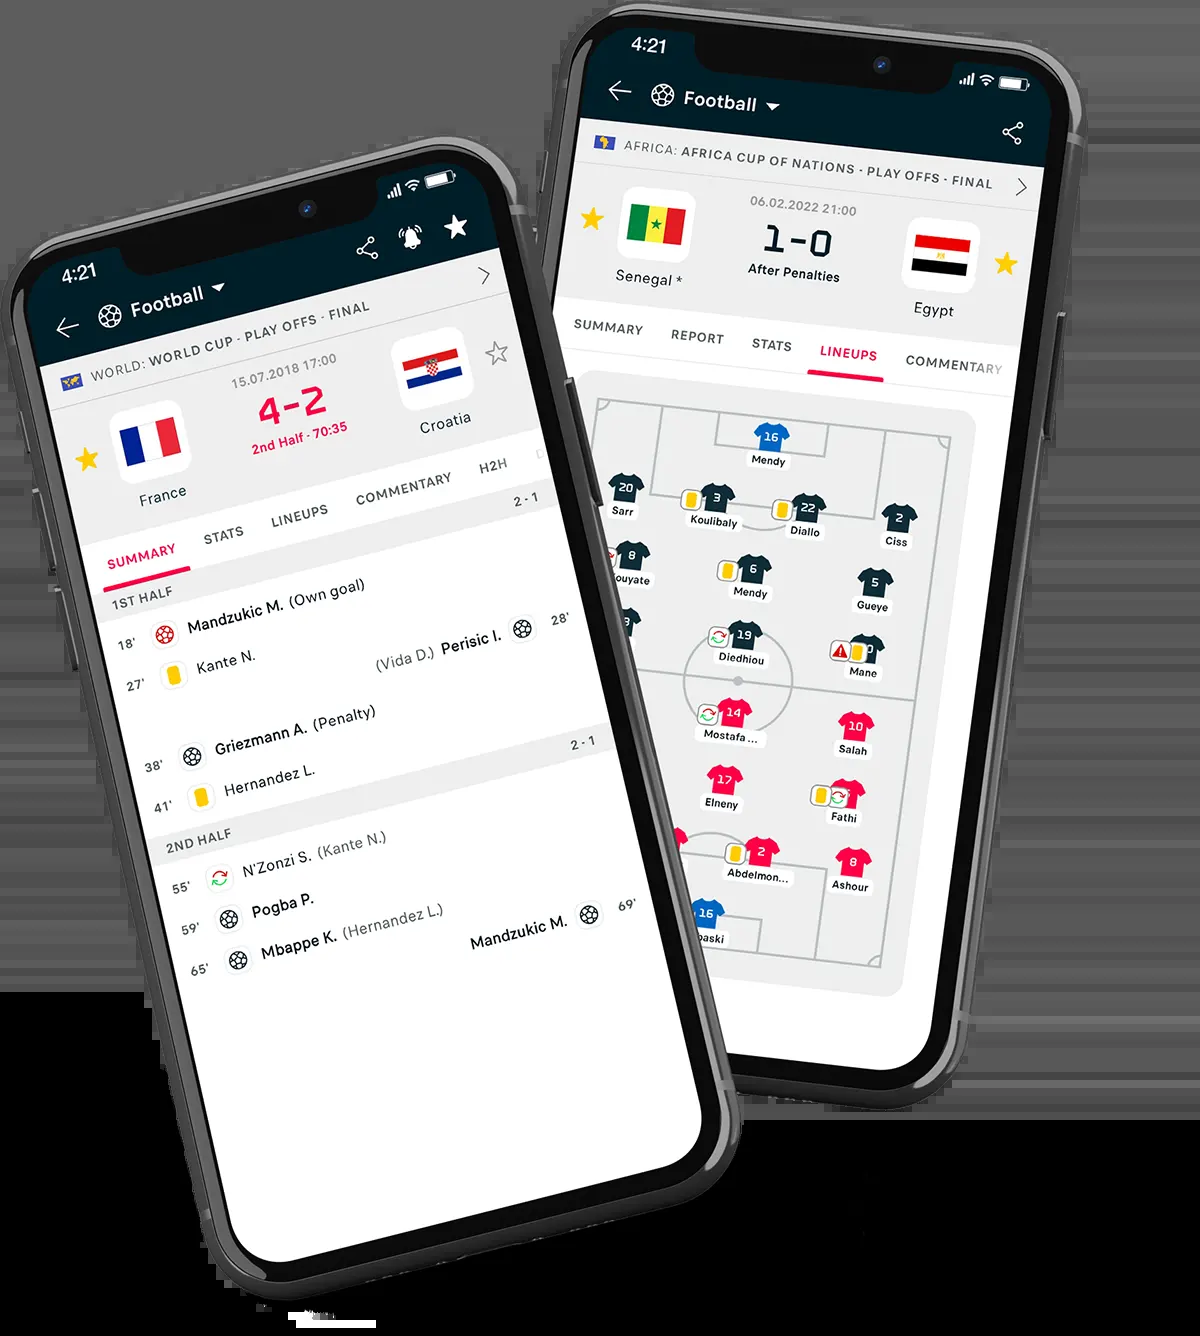 4:21
Football
WORLD: WORLD CUP - PLAY OFFS - FINAL
15.07.2018 17:00
4-2
2nd Half - 70:35
France
Croatia
SUMMARY STATS LINEUPS COMMENTARY H2H
1ST HALF 2 - 1
18' Mandzukic M. (Own goal)
27' Kante N.
(Vida D.) Perisic I. 28'
38' Griezmann A. (Penalty)
41' Hernandez L.
2ND HALF 2 - 1
55' N'Zonzi S. (Kante N.)
59' Pogba P.
65' Mbappe K. (Hernandez L.)
Mandzukic M. 69'
4:21
Football
AFRICA: AFRICA CUP OF NATIONS - PLAY OFFS - FINAL
06.02.2022 21:00
1-0
After Penalties
Senegal *
Egypt
SUMMARY REPORT STATS LINEUPS COMMENTARY
16
Mendy
20 3 22 2
Sarr Koulibaly Diallo Ciss
8 6 5
ouyate Mendy Gueye
19
Diedhiou Mane
14 10
Mostafa ... Salah
17
Elneny Fathi
2 8
Abdelmon... Ashour
16
baski